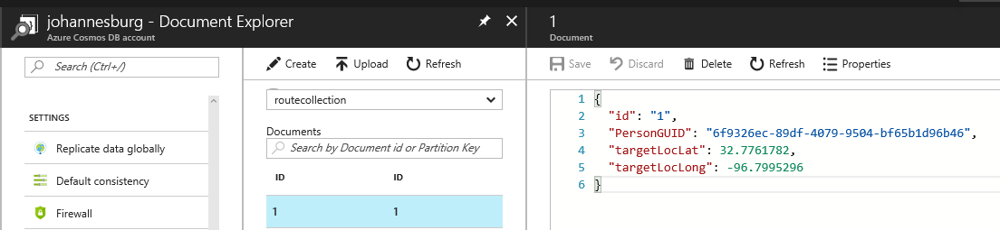 johannesburg - Document Explorer
Azure Cosmos DB account
Search (Ctrl+/)
SETTINGS
Replicate data globally
Default consistency
Firewall
Create Upload Refresh
routecollection
Documents
Search by Document id or Partition Key
ID ID
1 1
1
Document
Save Discard Delete Refresh Properties
1 {
2 "id": "1",
3 "PersonGUID": "6f9326ec-89df-4079-9504-bf65b1d96b46",
4 "targetLocLat": 32.7761782,
5 "targetLocLong": -96.7995296
6 }